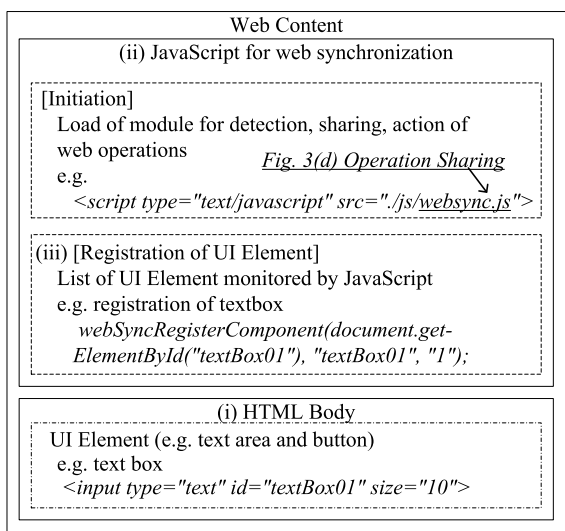 Web Content
(ii) JavaScript for web synchronization
[Initiation]
Load of module for detection, sharing, action of
web operations
Fig. 3(d) Operation Sharing
e.g.
<script type="text/javascript" src="./js/websync.js">
(iii) [Registration of UI Element]
List of UI Element monitored by JavaScript
e.g. registration of textbox
webSyncRegisterComponent(document.get-
ElementById("textBox01"), "textBox01", "1");
(i) HTML Body
UI Element (e.g. text area and button)
e.g. text box
<input type="text" id="textBox01" size="10">